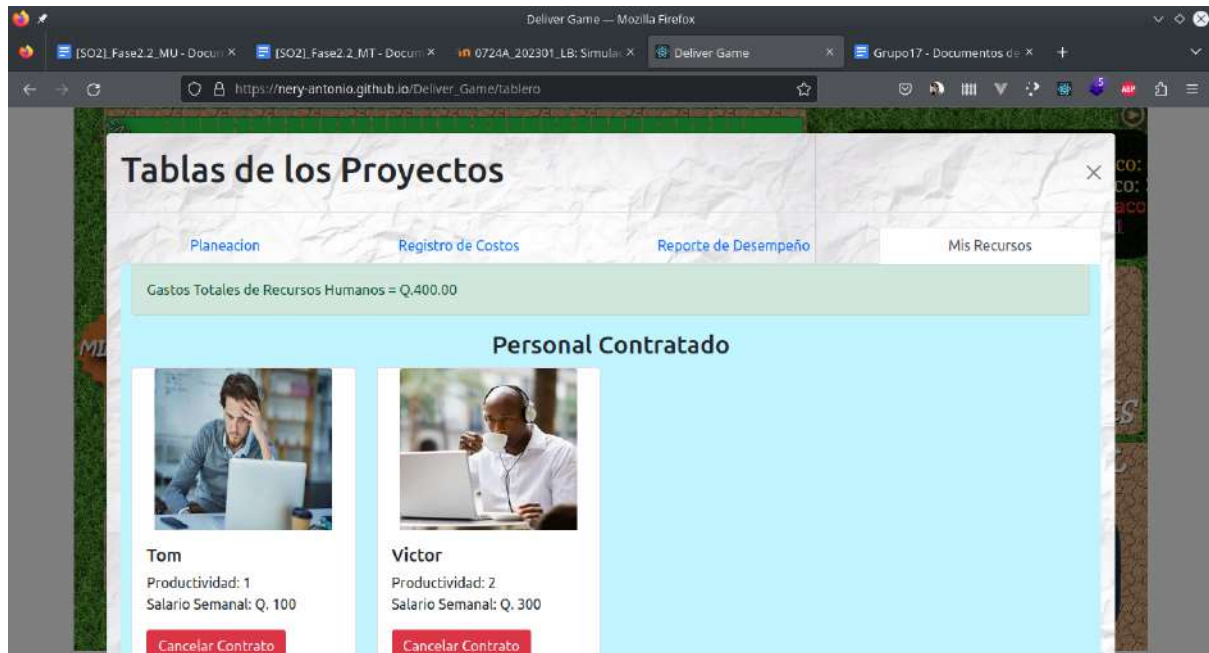 Deliver Game — Mozilla Firefox
[SO2]_Fase2.2_MU - Docum
[SO2]_Fase2.2_MT - Docum
0724A_202301_LB: Simulac
Deliver Game
Grupo17 - Documentos de
https://nery-antonio.github.io/Deliver_Game/tablero
5
ABP
Tablas de los Proyectos
Planeacion
Registro de Costos
Reporte de Desempeño
Mis Recursos
Gastos Totales de Recursos Humanos = Q.400.00
Personal Contratado
Tom
Productividad: 1
Salario Semanal: Q. 100
Cancelar Contrato
Victor
Productividad: 2
Salario Semanal: Q. 300
Cancelar Contrato